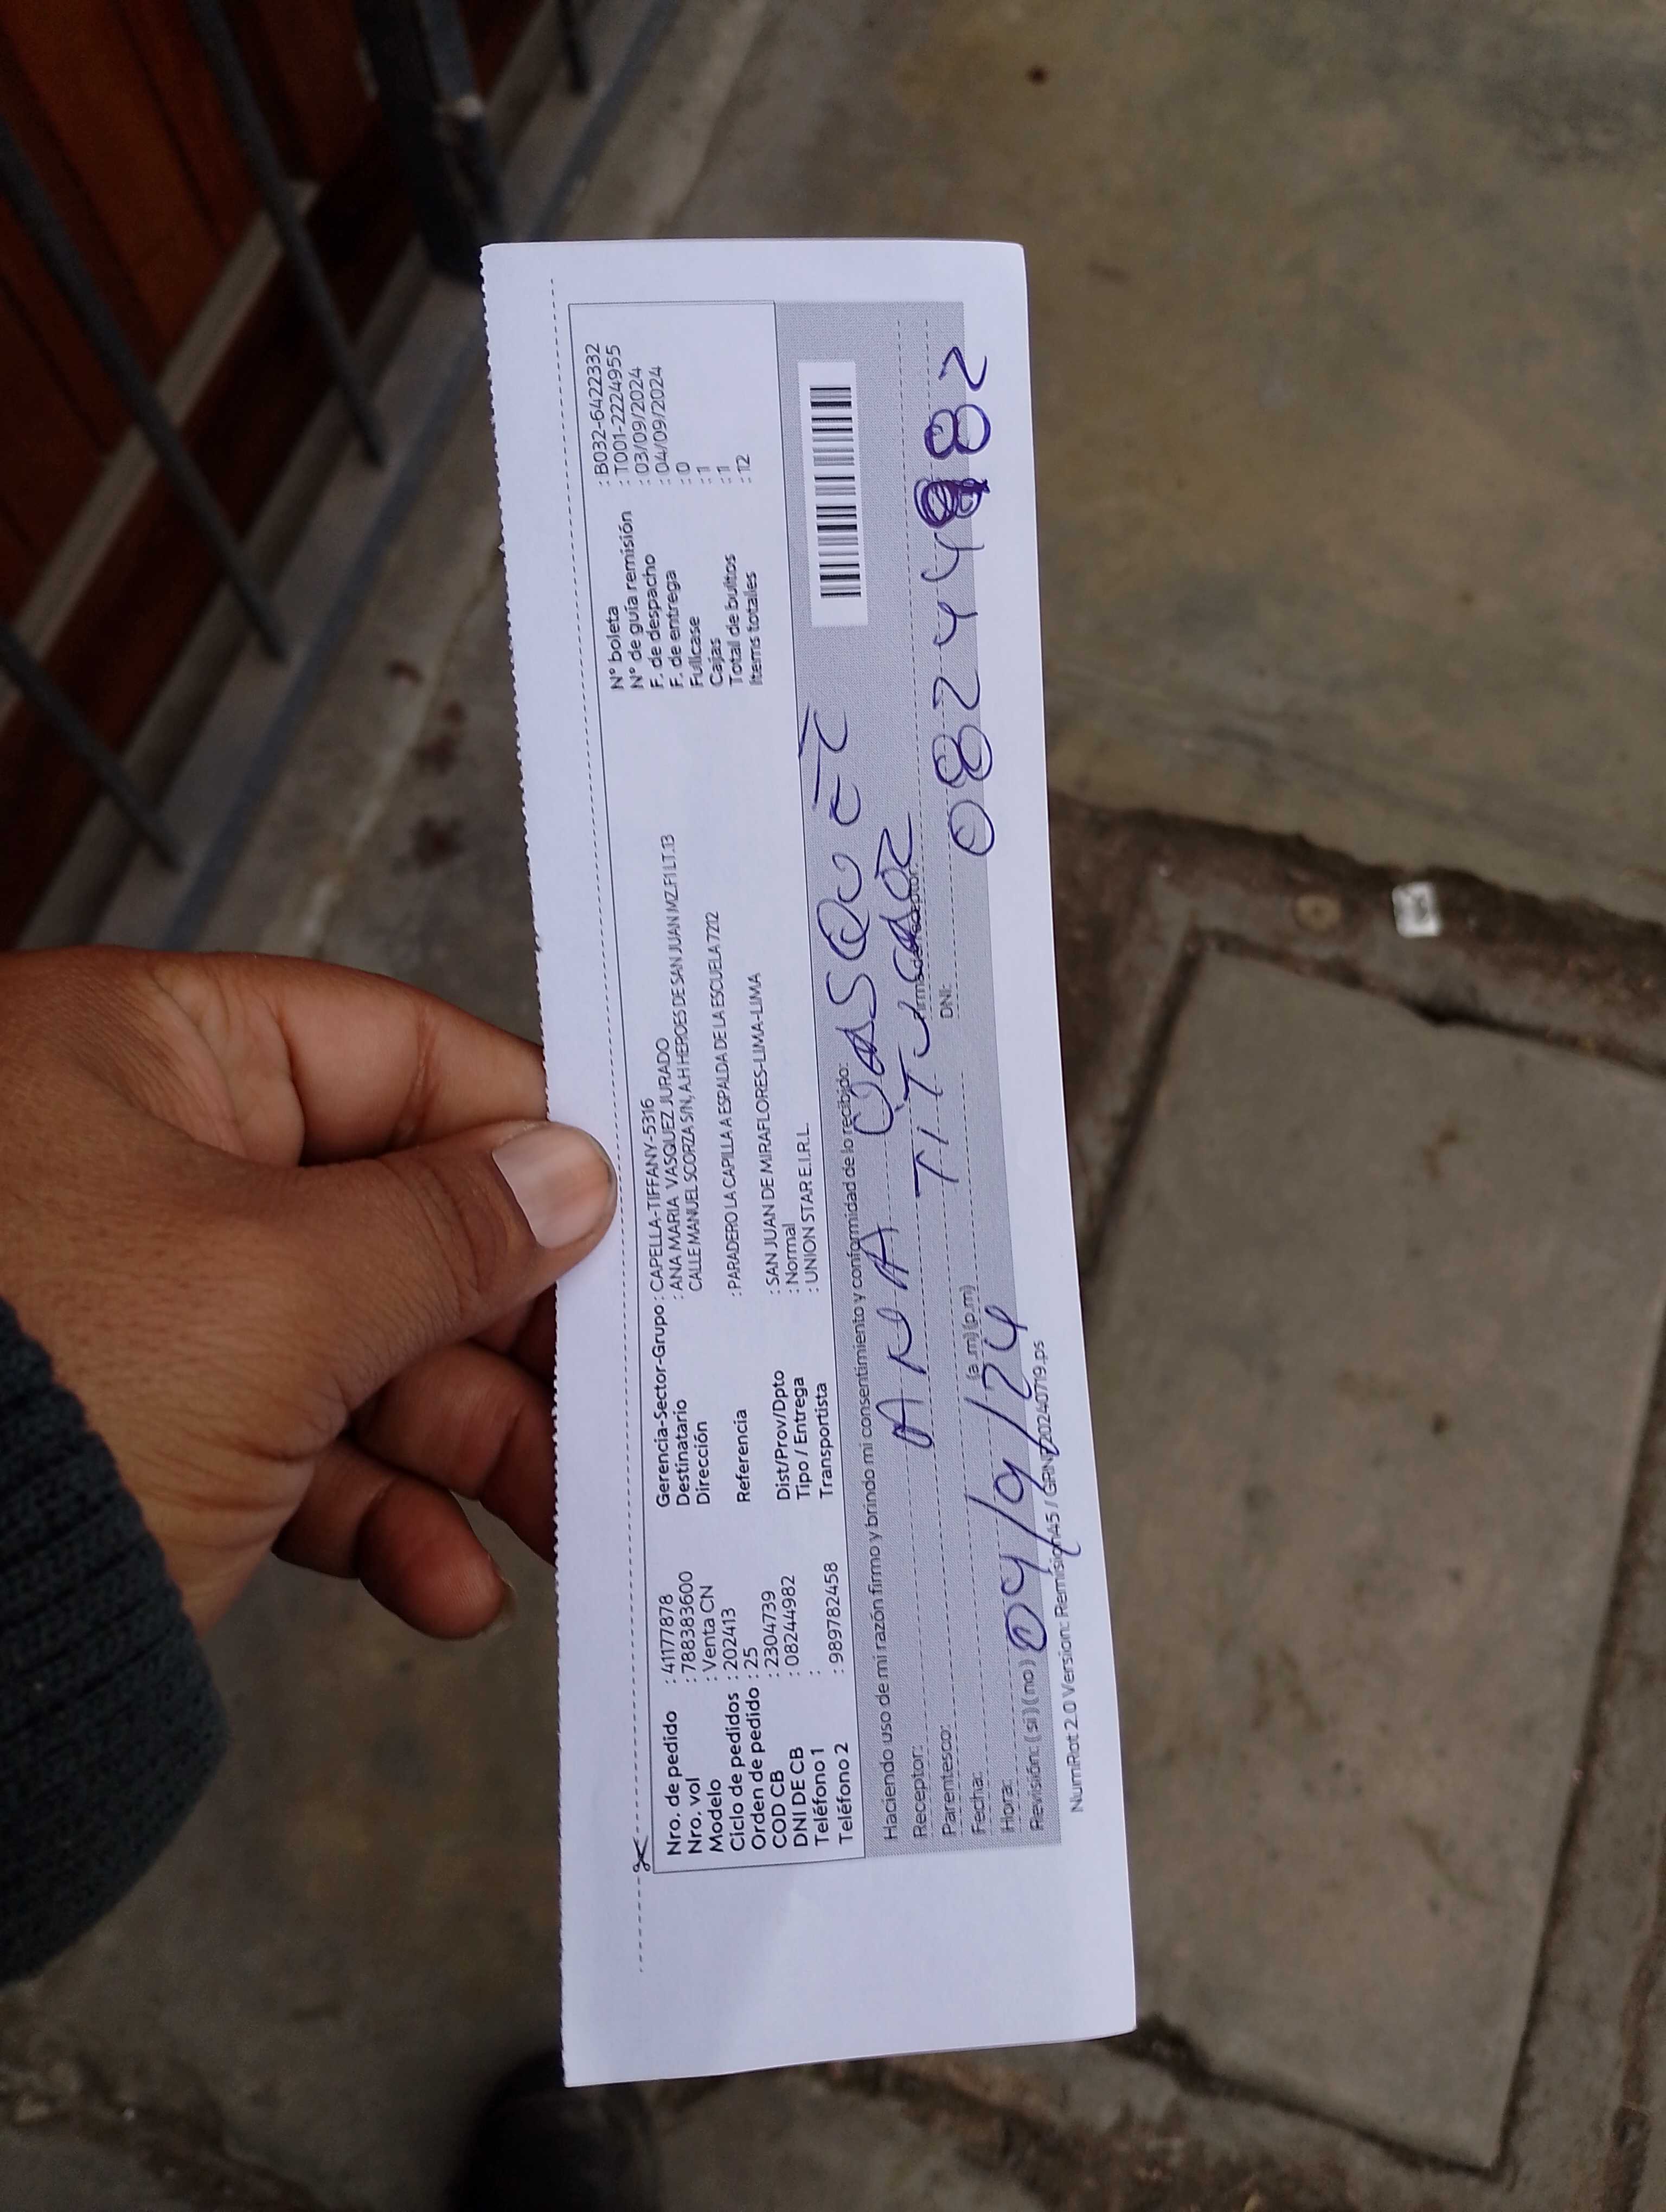 Nro. de pedido : 41177878
Nro. vol : 788383600
Modelo : Venta CN
Ciclo de pedidos : 202413
Orden de pedido : 25
COD CB : 2304739
DNI DE CB : 08244982
Teléfono 1 :
Teléfono 2 : 989782458
Gerencia-Sector-Grupo : CAPELLA-TIFFANY-5316
Destinatario : ANA MARIA VASQUEZ JURADO
Dirección CALLE MANUEL SCORZA S/N, A.H HEROES DE SAN JUAN MZ.F1 LT.13
Referencia : PARADERO LA CAPILLA A ESPALDA DE LA ESCUELA 7212
Dist/Prov/Dpto : SAN JUAN DE MIRAFLORES-LIMA-LIMA
Tipo / Entrega : Normal
Transportista : UNION STAR E.I.R.L.
N° boleta : B032-6422332
N° de guía remisión : T001-2224955
F. de despacho : 03/09/2024
F. de entrega : 04/09/2024
Fullcase : 0
Cajas : 1
Total de bultos : 1
Items totales : 12
Haciendo uso de mi razón firmo y brindo mi consentimiento y conformidad de lo recibido:
Receptor: ANA
Parentesco: TITULAR
Firma de receptor
DNI: 08244982
Fecha: (a.m) (p.m)
Hora: 04/9/24
Revisión: ( si ) ( no )
NumRot 2.0 Version: RemisionA5 / GRNF20240719.ps